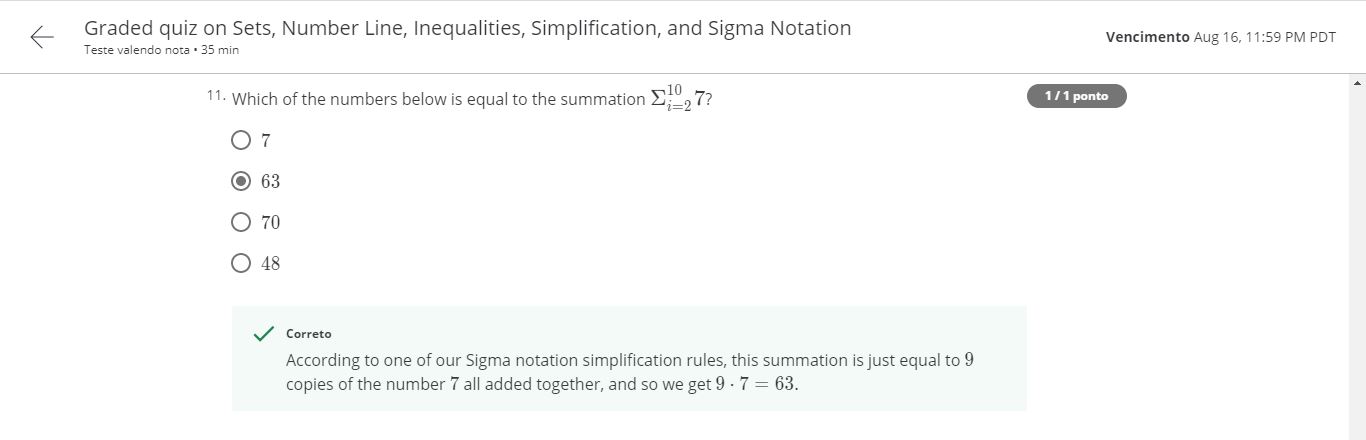 Graded quiz on Sets, Number Line, Inequalities, Simplification, and Sigma Notation
Teste valendo nota • 35 min
Vencimento Aug 16, 11:59 PM PDT
11. Which of the numbers below is equal to the summation Σ_{i=2}^{10} 7?
1 / 1 ponto
7
63
70
48
Correto
According to one of our Sigma notation simplification rules, this summation is just equal to 9
copies of the number 7 all added together, and so we get 9 · 7 = 63.